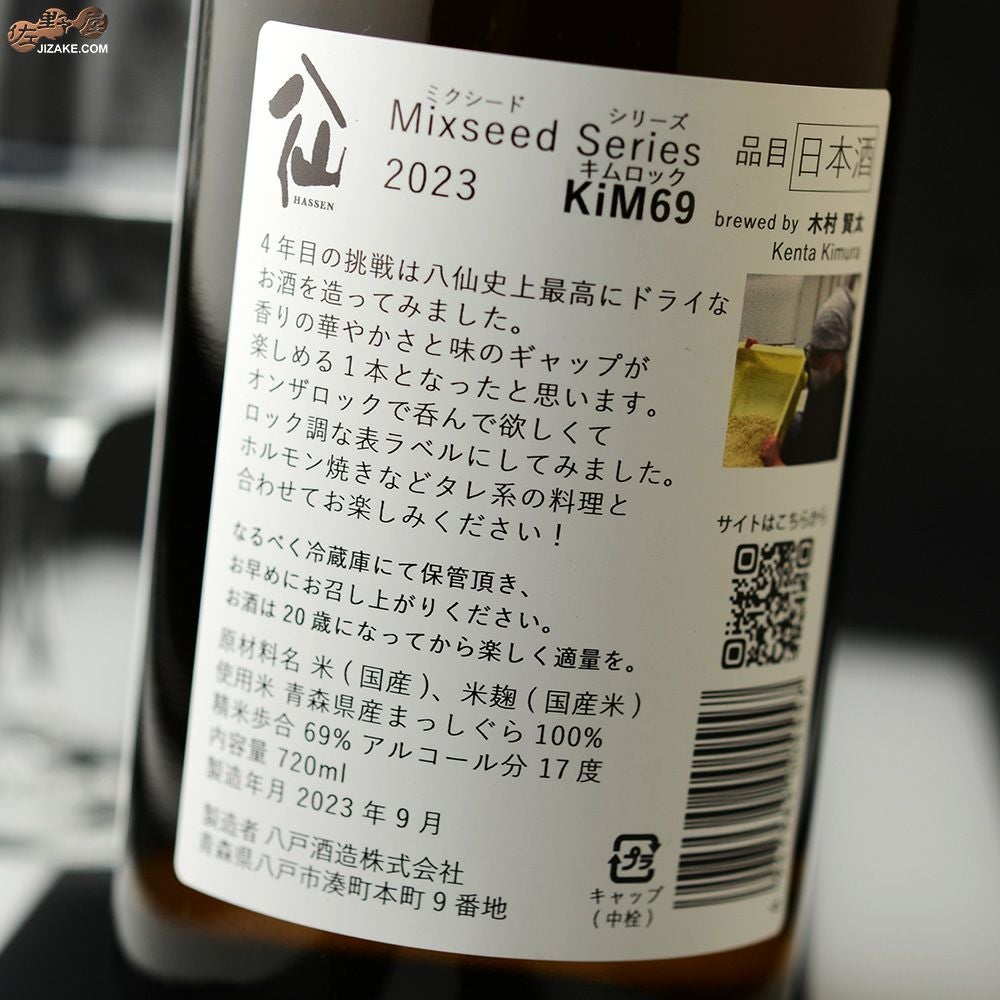 佐野屋
JIZAKE.COM
八仙
HASSEN
ミクシード シリーズ
Mixseed Series
2023
キムロック
KiM69
品目 日本酒
brewed by 木村 賢太
Kenta Kimura
4年目の挑戦は八仙史上最高にドライな
お酒を造ってみました。
香りの華やかさと味のギャップが
楽しめる1本となったと思います。
オンザロックで呑んで欲しくて
ロック調な表ラベルにしてみました。
ホルモン焼きなどタレ系の料理と
合わせてお楽しみください！
なるべく冷蔵庫にて保管頂き、
お早めにお召し上がりください。
お酒は20歳になってから楽しく適量を。
サイトはこちらから
原材料名 米(国産)、米麹(国産米)
使用米 青森県産まっしぐら100%
精米歩合 69% アルコール分 17度
内容量 720ml
製造年月 2023年9月
製造者 八戸酒造株式会社
青森県八戸市湊町本町9番地
プラ
キャップ
(中栓)